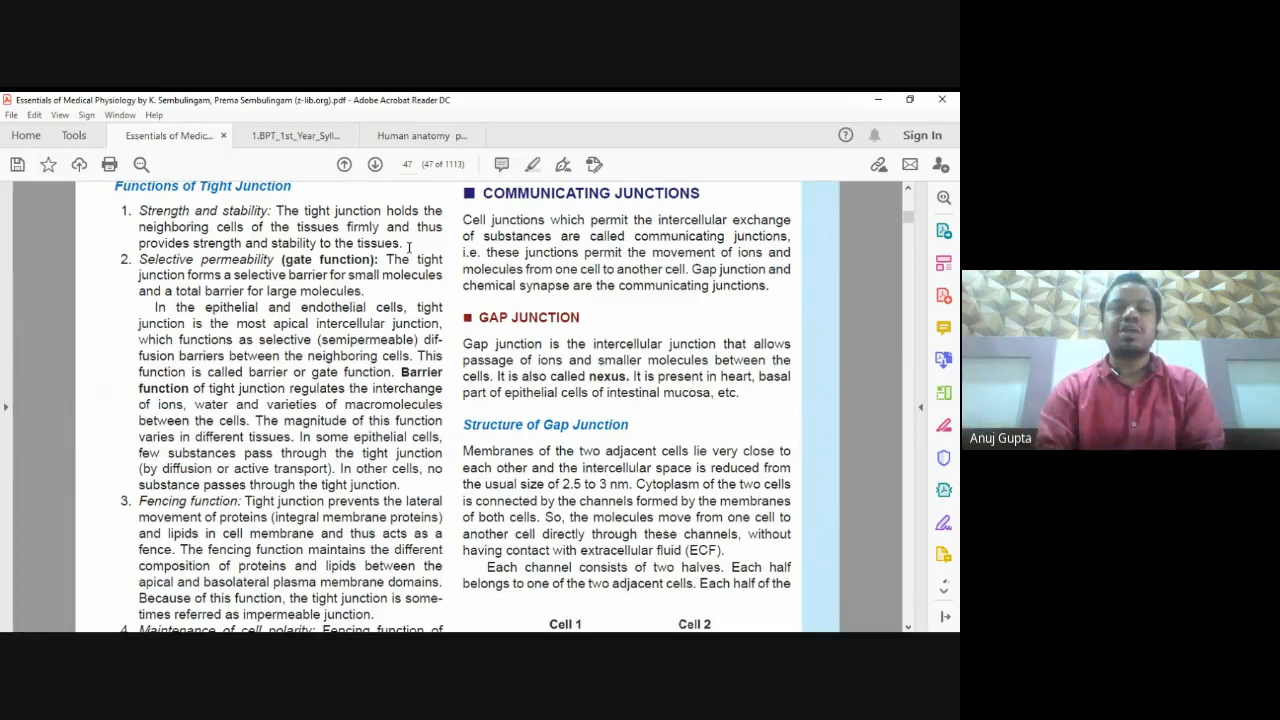 Essentials of Medical Physiology by K. Sembulingam, Prema Sembulingam (z-lib.org).pdf - Adobe Acrobat Reader DC
File Edit View Sign Window Help
Home Tools Essentials of Medic... × 1.BPT_1st_Year_Syll... Human anatomy p... Sign In
47 (47 of 1113)
Functions of Tight Junction
1. Strength and stability: The tight junction holds the
neighboring cells of the tissues firmly and thus
provides strength and stability to the tissues.
2. Selective permeability (gate function): The tight
junction forms a selective barrier for small molecules
and a total barrier for large molecules.
In the epithelial and endothelial cells, tight
junction is the most apical intercellular junction,
which functions as selective (semipermeable) dif-
fusion barriers between the neighboring cells. This
function is called barrier or gate function. Barrier
function of tight junction regulates the interchange
of ions, water and varieties of macromolecules
between the cells. The magnitude of this function
varies in different tissues. In some epithelial cells,
few substances pass through the tight junction
(by diffusion or active transport). In other cells, no
substance passes through the tight junction.
3. Fencing function: Tight junction prevents the lateral
movement of proteins (integral membrane proteins)
and lipids in cell membrane and thus acts as a
fence. The fencing function maintains the different
composition of proteins and lipids between the
apical and basolateral plasma membrane domains.
Because of this function, the tight junction is some-
times referred as impermeable junction.
4. Maintenance of cell polarity: Fencing function of
COMMUNICATING JUNCTIONS
Cell junctions which permit the intercellular exchange
of substances are called communicating junctions,
i.e. these junctions permit the movement of ions and
molecules from one cell to another cell. Gap junction and
chemical synapse are the communicating junctions.
GAP JUNCTION
Gap junction is the intercellular junction that allows
passage of ions and smaller molecules between the
cells. It is also called nexus. It is present in heart, basal
part of epithelial cells of intestinal mucosa, etc.
Structure of Gap Junction
Membranes of the two adjacent cells lie very close to
each other and the intercellular space is reduced from
the usual size of 2.5 to 3 nm. Cytoplasm of the two cells
is connected by the channels formed by the membranes
of both cells. So, the molecules move from one cell to
another cell directly through these channels, without
having contact with extracellular fluid (ECF).
Each channel consists of two halves. Each half
belongs to one of the two adjacent cells. Each half of the
Cell 1 Cell 2
Anuj Gupta